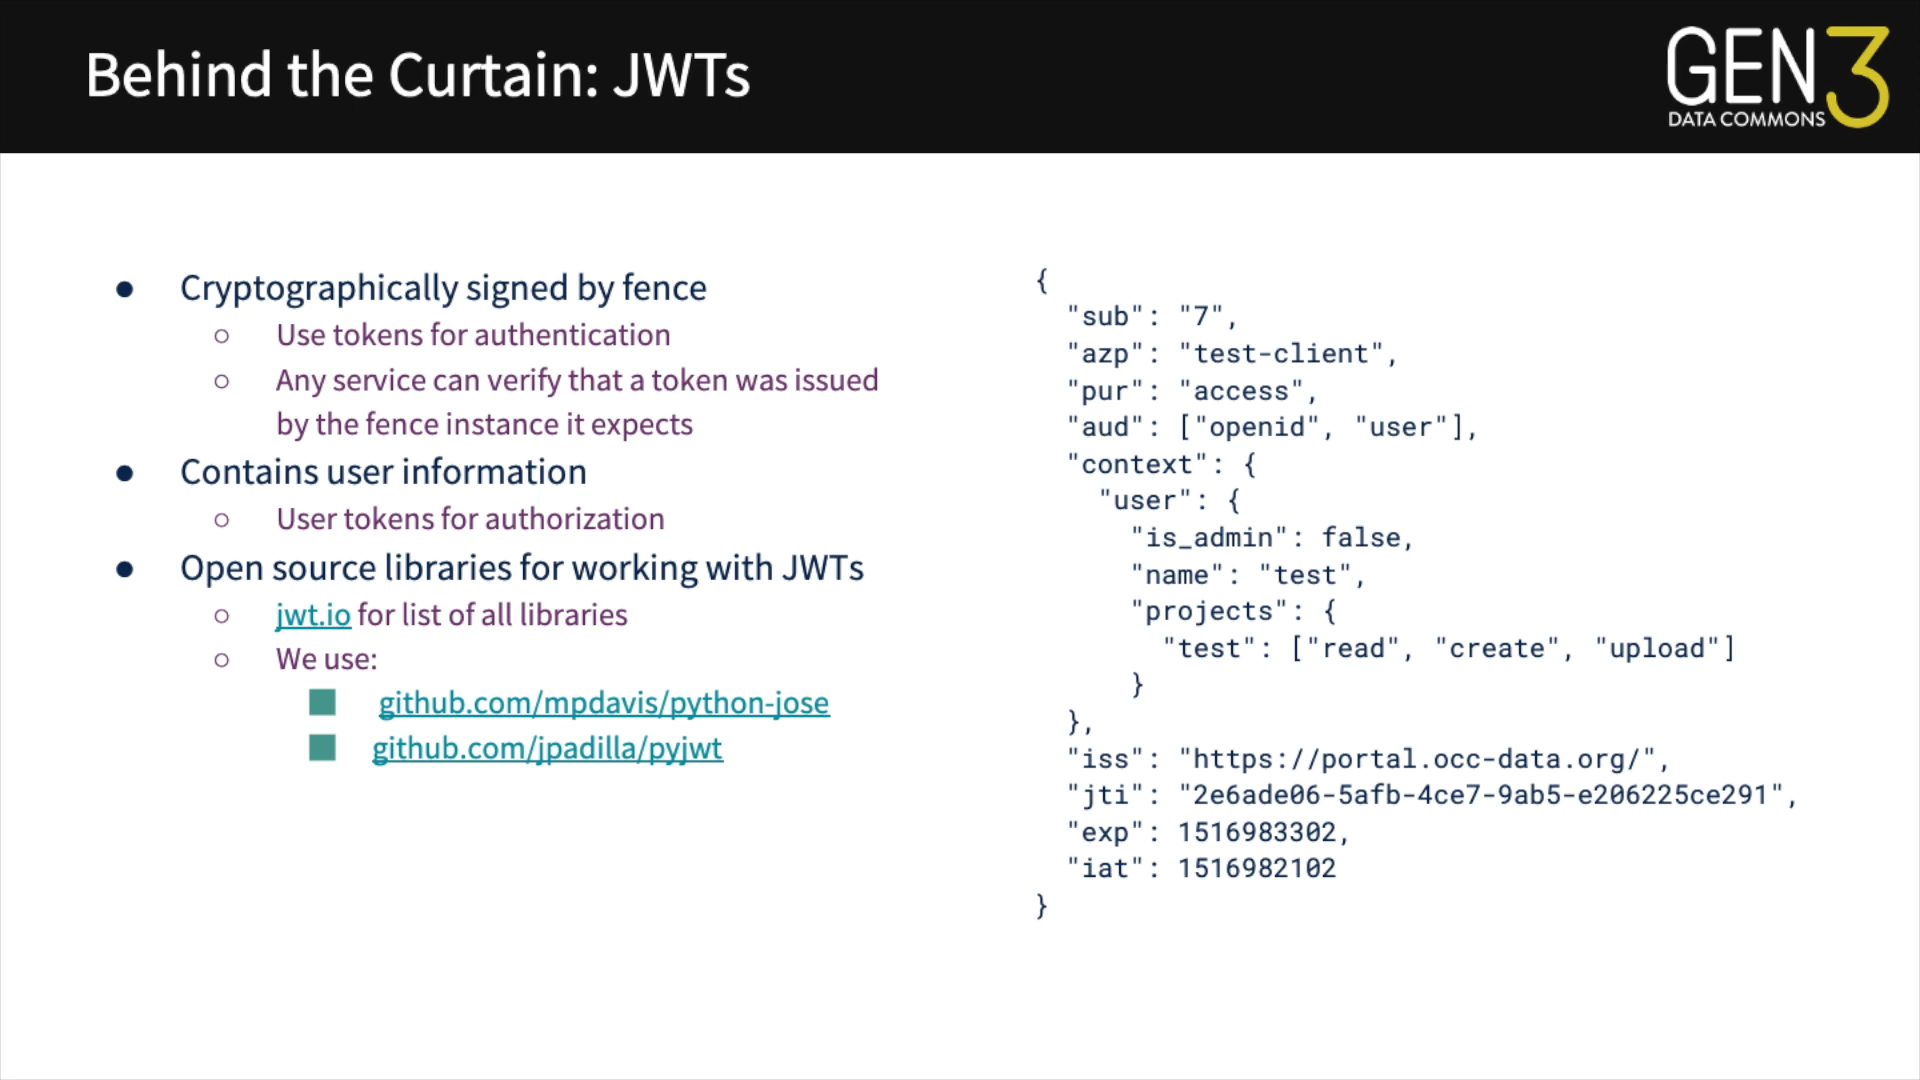 Behind the Curtain: JWTs
GEN3
DATA COMMONS
● Cryptographically signed by fence
○ Use tokens for authentication
○ Any service can verify that a token was issued
by the fence instance it expects
● Contains user information
○ User tokens for authorization
● Open source libraries for working with JWTs
○ jwt.io for list of all libraries
○ We use:
■ github.com/mpdavis/python-jose
■ github.com/jpadilla/pyjwt
{
  "sub": "7",
  "azp": "test-client",
  "pur": "access",
  "aud": ["openid", "user"],
  "context": {
    "user": {
      "is_admin": false,
      "name": "test",
      "projects": {
        "test": ["read", "create", "upload"]
      }
  },
  "iss": "https://portal.occ-data.org/",
  "jti": "2e6ade06-5afb-4ce7-9ab5-e206225ce291",
  "exp": 1516983302,
  "iat": 1516982102
}